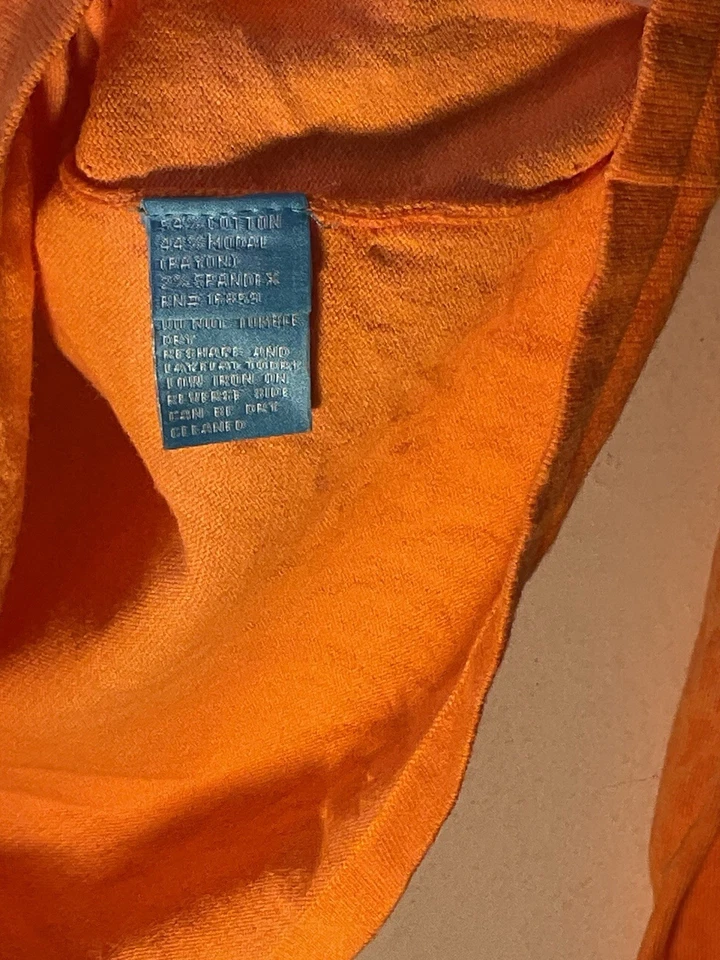 54% COTTON
44% MODAL
(RAYON)
2% SPANDEX
RN# 16659
DO NOT TUMBLE
DRY
RESHAPE AND
LAY FLAT TO DRY
LOW IRON ON
REVERSE SIDE
CAN BE DRY
CLEANED